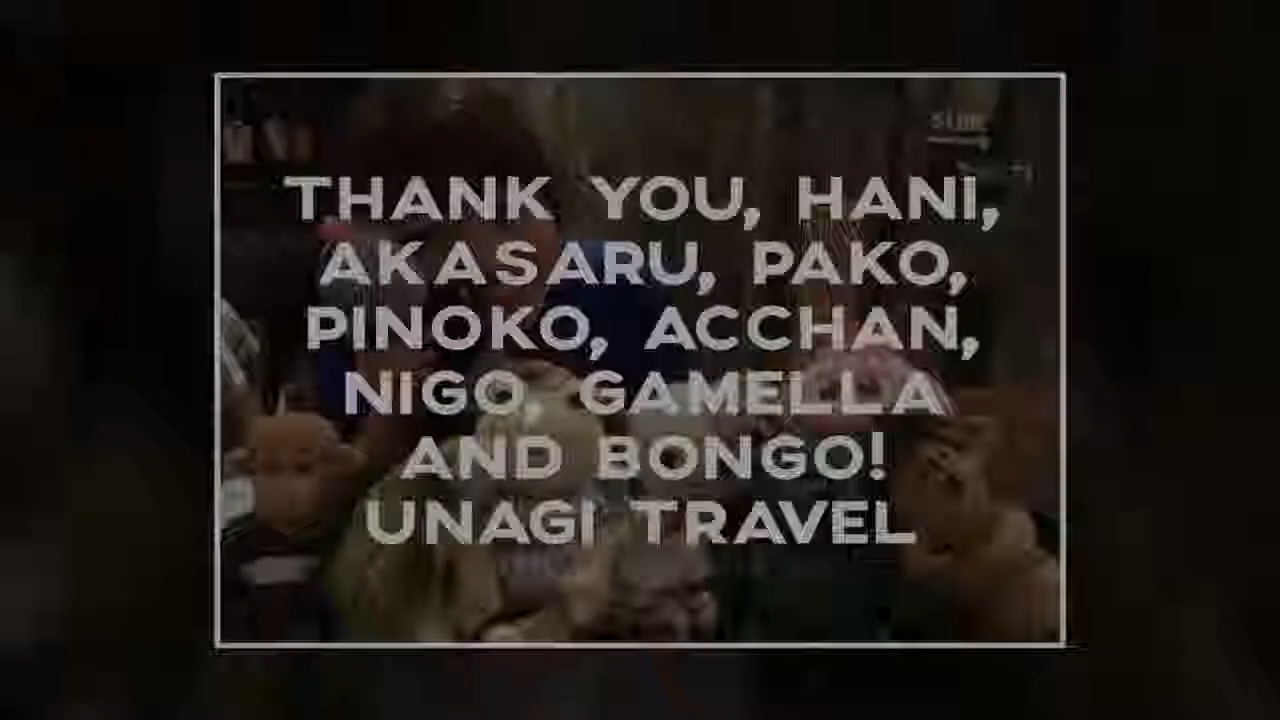 THANK YOU, HANI,
AKASARU, PAKO,
PINOKO, ACCHAN,
NIGO, GAMELLA
AND BONGO!
UNAGI TRAVEL